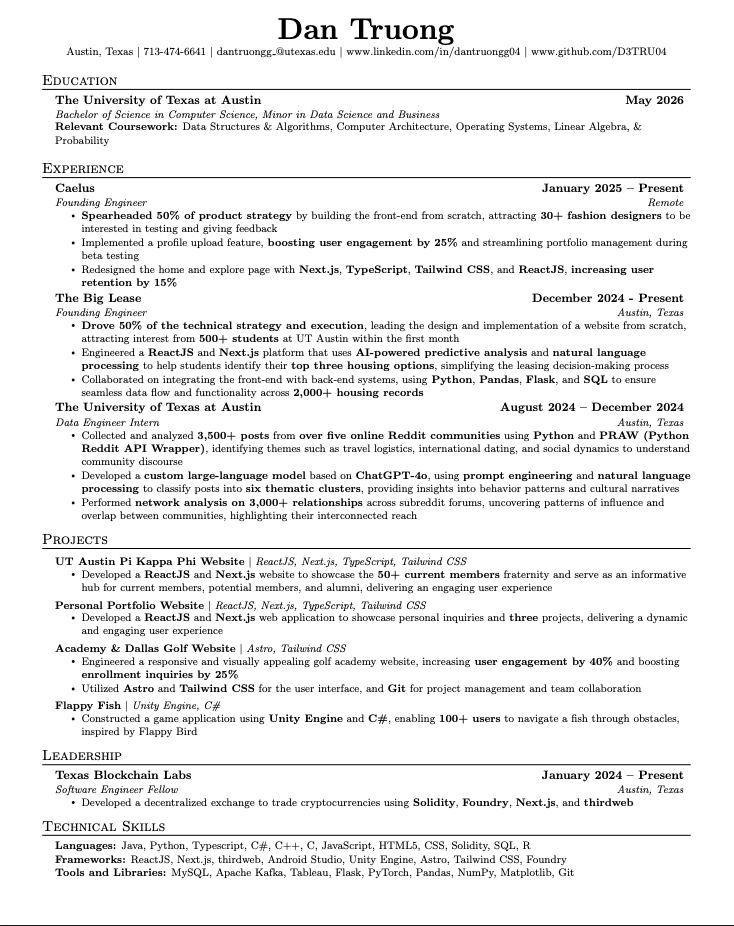 Dan Truong
Austin, Texas | 713-474-6641 | dantruongg_@utexas.edu | www.linkedin.com/in/dantruongg04 | www.github.com/D3TRU04
Education
The University of Texas at Austin May 2026
Bachelor of Science in Computer Science, Minor in Data Science and Business
Relevant Coursework: Data Structures & Algorithms, Computer Architecture, Operating Systems, Linear Algebra, &
Probability
Experience
Caelus January 2025 – Present
Founding Engineer Remote
• Spearheaded 50% of product strategy by building the front-end from scratch, attracting 30+ fashion designers to be
interested in testing and giving feedback
• Implemented a profile upload feature, boosting user engagement by 25% and streamlining portfolio management during
beta testing
• Redesigned the home and explore page with Next.js, TypeScript, Tailwind CSS, and ReactJS, increasing user
retention by 15%
The Big Lease December 2024 - Present
Founding Engineer Austin, Texas
• Drove 50% of the technical strategy and execution, leading the design and implementation of a website from scratch,
attracting interest from 500+ students at UT Austin within the first month
• Engineered a ReactJS and Next.js platform that uses AI-powered predictive analysis and natural language
processing to help students identify their top three housing options, simplifying the leasing decision-making process
• Collaborated on integrating the front-end with back-end systems, using Python, Pandas, Flask, and SQL to ensure
seamless data flow and functionality across 2,000+ housing records
The University of Texas at Austin August 2024 – December 2024
Data Engineer Intern Austin, Texas
• Collected and analyzed 3,500+ posts from over five online Reddit communities using Python and PRAW (Python
Reddit API Wrapper), identifying themes such as travel logistics, international dating, and social dynamics to understand
community discourse
• Developed a custom large-language model based on ChatGPT-4o, using prompt engineering and natural language
processing to classify posts into six thematic clusters, providing insights into behavior patterns and cultural narratives
• Performed network analysis on 3,000+ relationships across subreddit forums, uncovering patterns of influence and
overlap between communities, highlighting their interconnected reach
Projects
UT Austin Pi Kappa Phi Website | ReactJS, Next.js, TypeScript, Tailwind CSS
• Developed a ReactJS and Next.js website to showcase the 50+ current members fraternity and serve as an informative
hub for current members, potential members, and alumni, delivering an engaging user experience
Personal Portfolio Website | ReactJS, Next.js, TypeScript, Tailwind CSS
• Developed a ReactJS and Next.js web application to showcase personal inquiries and three projects, delivering a dynamic
and engaging user experience
Academy & Dallas Golf Website | Astro, Tailwind CSS
• Engineered a responsive and visually appealing golf academy website, increasing user engagement by 40% and boosting
enrollment inquiries by 25%
• Utilized Astro and Tailwind CSS for the user interface, and Git for project management and team collaboration
Flappy Fish | Unity Engine, C#
• Constructed a game application using Unity Engine and C#, enabling 100+ users to navigate a fish through obstacles,
inspired by Flappy Bird
Leadership
Texas Blockchain Labs January 2024 – Present
Software Engineer Fellow Austin, Texas
• Developed a decentralized exchange to trade cryptocurrencies using Solidity, Foundry, Next.js, and thirdweb
Technical Skills
Languages: Java, Python, Typescript, C#, C++, C, JavaScript, HTML5, CSS, Solidity, SQL, R
Frameworks: ReactJS, Next.js, thirdweb, Android Studio, Unity Engine, Astro, Tailwind CSS, Foundry
Tools and Libraries: MySQL, Apache Kafka, Tableau, Flask, PyTorch, Pandas, NumPy, Matplotlib, Git